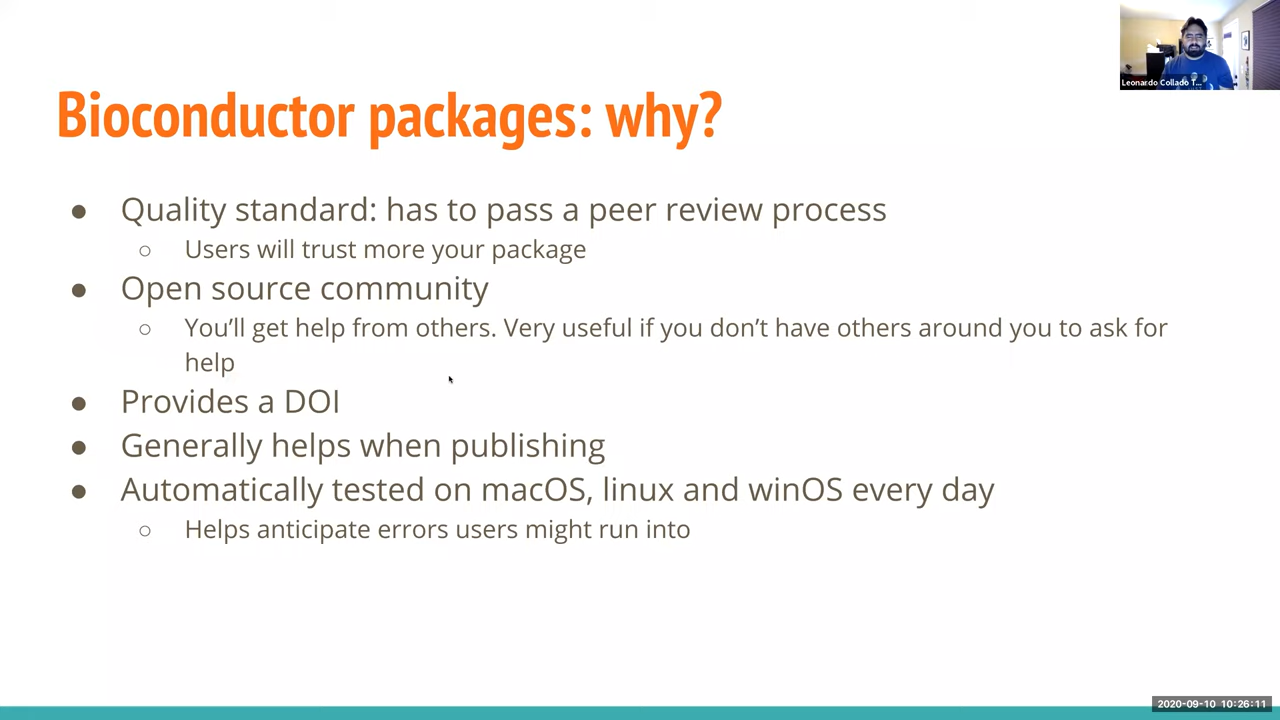 Leonardo Collado T...
Bioconductor packages: why?
● Quality standard: has to pass a peer review process
○ Users will trust more your package
● Open source community
○ You’ll get help from others. Very useful if you don’t have others around you to ask for
help
● Provides a DOI
● Generally helps when publishing
● Automatically tested on macOS, linux and winOS every day
○ Helps anticipate errors users might run into
2020-09-10 10:26:11